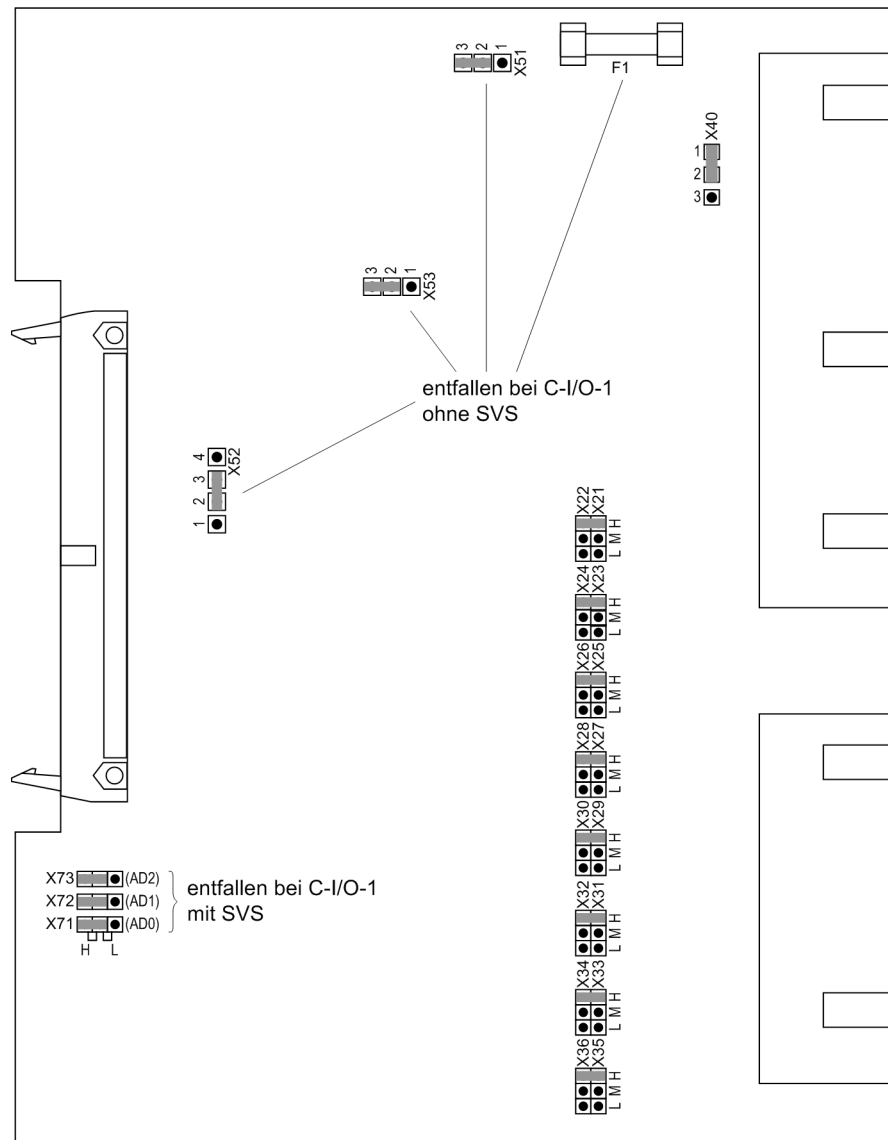 3 2 1
X51
F1
X40
1
2
3
3 2 1
X53
entfallen bei C-I/O-1
ohne SVS
4
3
2
1
X52
X22 X21
H
M
L
X24 X23
H
M
L
X26 X25
H
M
L
X28 X27
H
M
L
X30 X29
H
M
L
X32 X31
H
M
L
X34 X33
H
M
L
X36 X35
H
M
L
X73 (AD2)
X72 (AD1)
X71 (AD0)
H L
entfallen bei C-I/O-1
mit SVS